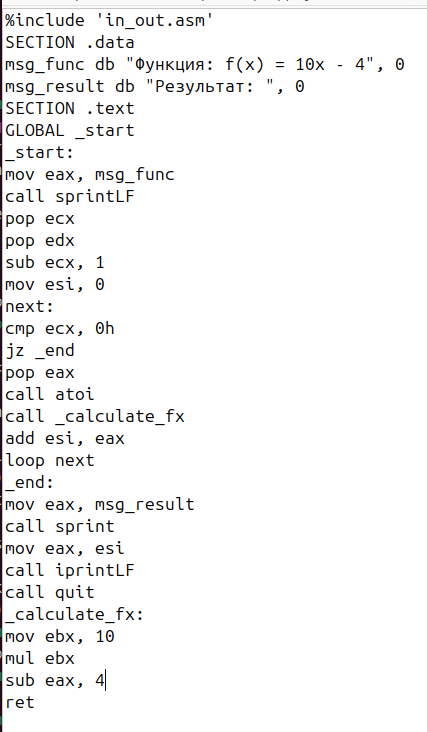 %include 'in_out.asm'
SECTION .data
msg_func db "Функция: f(x) = 10x - 4", 0
msg_result db "Результат: ", 0
SECTION .text
GLOBAL _start
_start:
mov eax, msg_func
call sprintLF
pop ecx
pop edx
sub ecx, 1
mov esi, 0
next:
cmp ecx, 0h
jz _end
pop eax
call atoi
call _calculate_fx
add esi, eax
loop next
_end:
mov eax, msg_result
call sprint
mov eax, esi
call iprintLF
call quit
_calculate_fx:
mov ebx, 10
mul ebx
sub eax, 4
ret